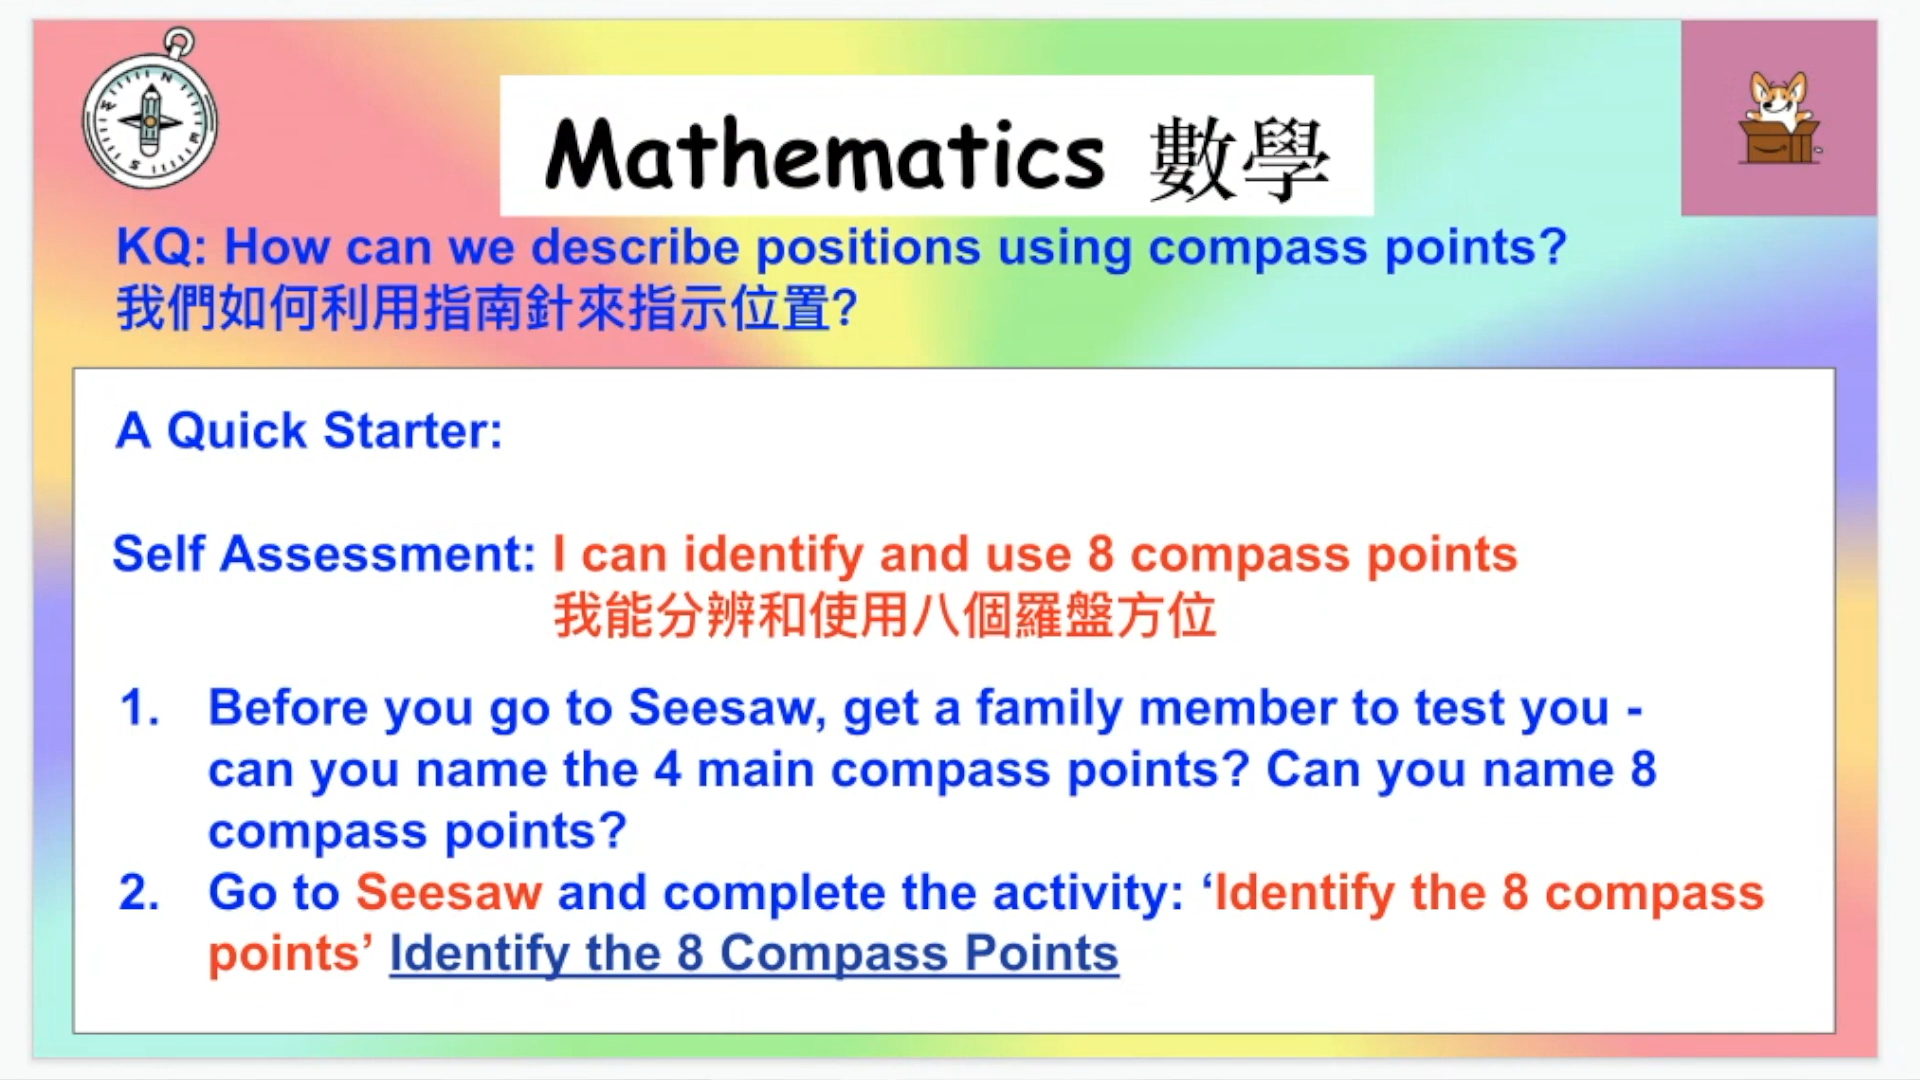 Mathematics 數學
KQ: How can we describe positions using compass points?
我們如何利用指南針來指示位置?
A Quick Starter:
Self Assessment: I can identify and use 8 compass points
我能分辨和使用八個羅盤方位
1. Before you go to Seesaw, get a family member to test you -
can you name the 4 main compass points? Can you name 8
compass points?
2. Go to Seesaw and complete the activity: ‘Identify the 8 compass
points’ Identify the 8 Compass Points